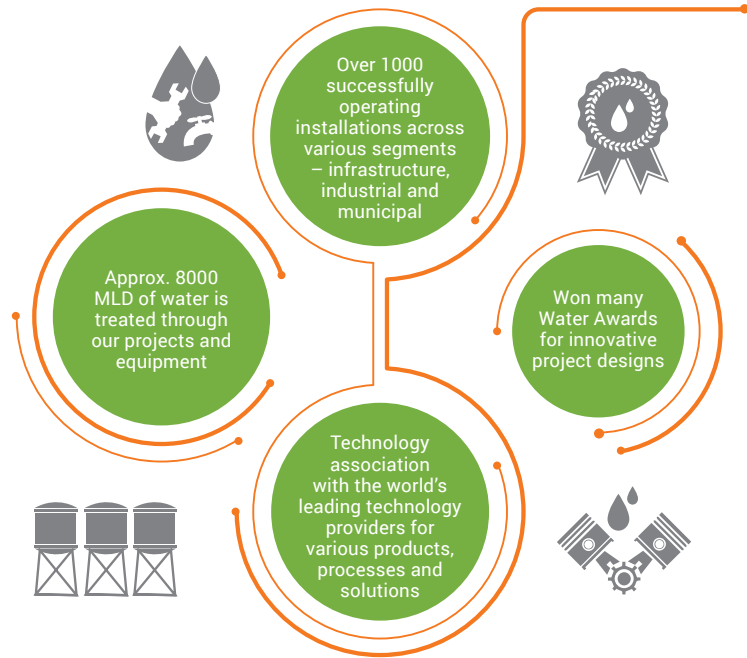 Over 1000
successfully
operating
installations across
various segments
– infrastructure,
industrial and
municipal
Approx. 8000
MLD of water is
treated through
our projects and
equipment
Won many
Water Awards
for innovative
project designs
Technology
association
with the world’s
leading technology
providers for
various products,
processes and
solutions